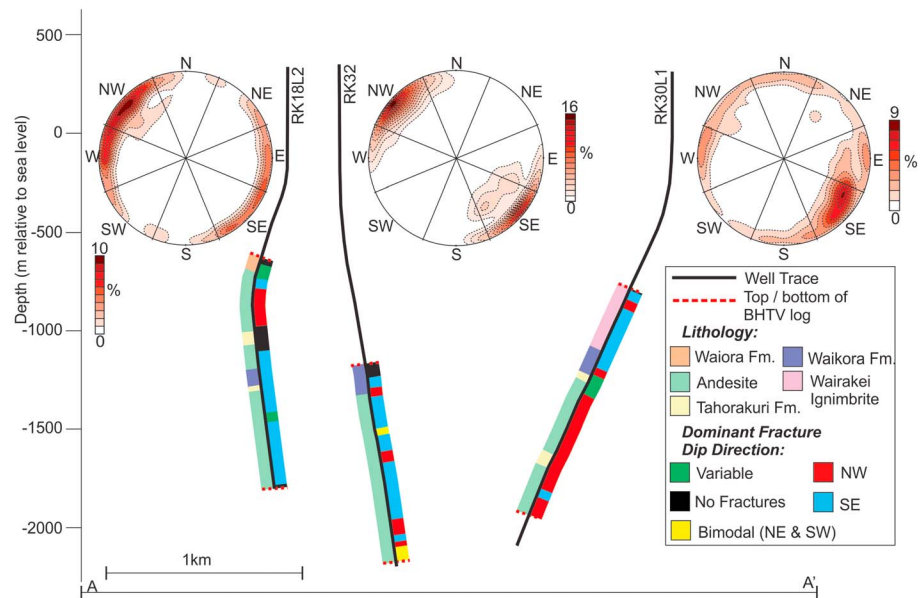 500
0
-500
-1000
-1500
-2000
Depth (m relative to sea level)
N
NE
E
SE
S
SW
W
NW
10
%
0
RK18L2
RK32
N
NE
E
SE
S
SW
W
NW
16
%
0
RK30L1
N
NE
E
SE
S
SW
W
NW
9
%
0
Well Trace
Top / bottom of
BHTV log
Lithology:
Waiora Fm.
Waikora Fm.
Andesite
Wairakei
Ignimbrite
Tahorakuri Fm.
Dominant Fracture
Dip Direction:
Variable
NW
No Fractures
SE
Bimodal (NE & SW)
1km
A
A'